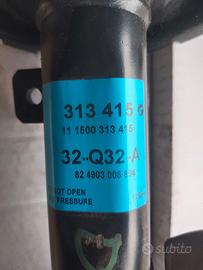 313 415 G
11 1500 313 415
32-Q32-A
82 4903 008 894
NOT OPEN
PRESSURE
subito